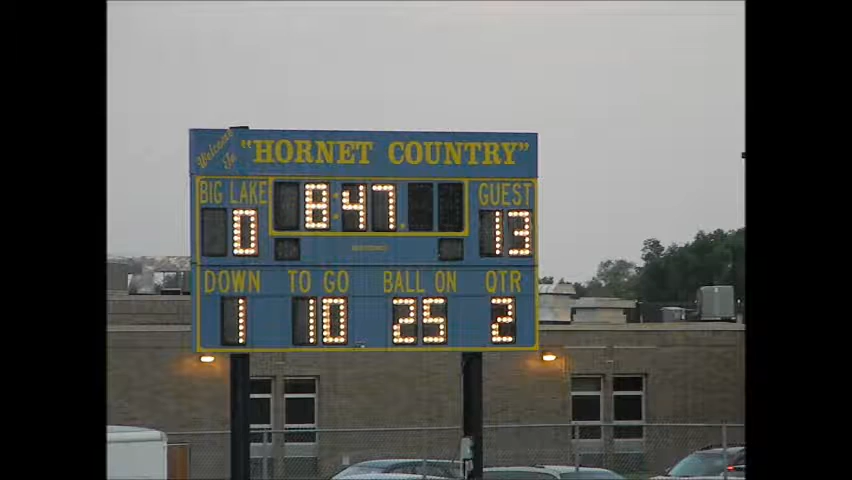 Welcome To "HORNET COUNTRY"
BIG LAKE 8:47 GUEST
0 13
DOWN TO GO BALL ON QTR
1 10 25 2